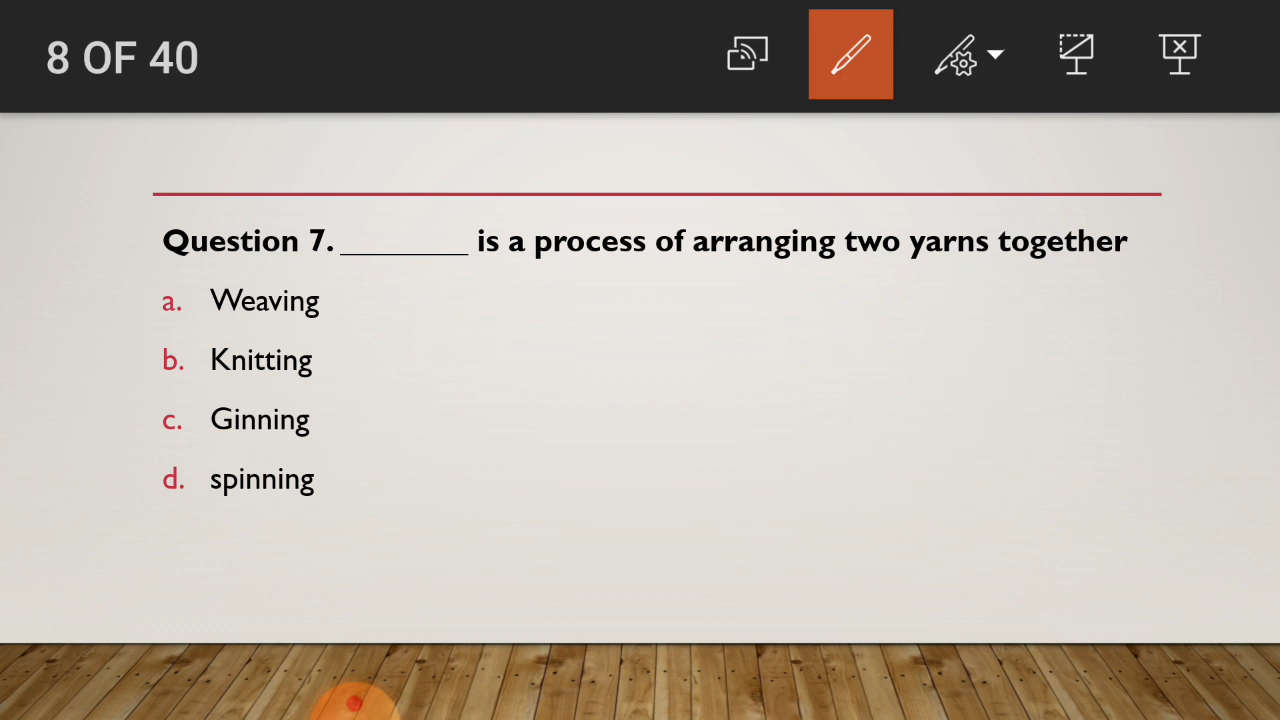 8 OF 40
Question 7. ________ is a process of arranging two yarns together
a. Weaving
b. Knitting
c. Ginning
d. spinning